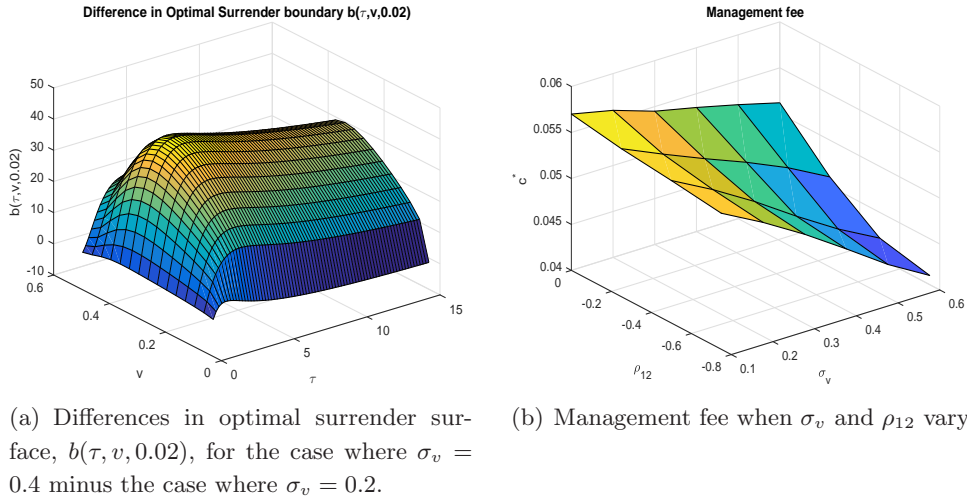 Difference in Optimal Surrender boundary b(τ,v,0.02)
50
40
30
20
10
0
-10
b(τ,v,0.02)
0.6
0.4
0.2
0
v
0
5
10
15
τ
Management fee
0.06
0.055
0.05
0.045
0.04
c*
0
-0.2
-0.4
-0.6
-0.8
ρ12
0.1
0.2
0.3
0.4
0.5
0.6
σv
(a) Differences in optimal surrender sur-
face, b(τ, v, 0.02), for the case where σv =
0.4 minus the case where σv = 0.2.
(b) Management fee when σv and ρ12 vary